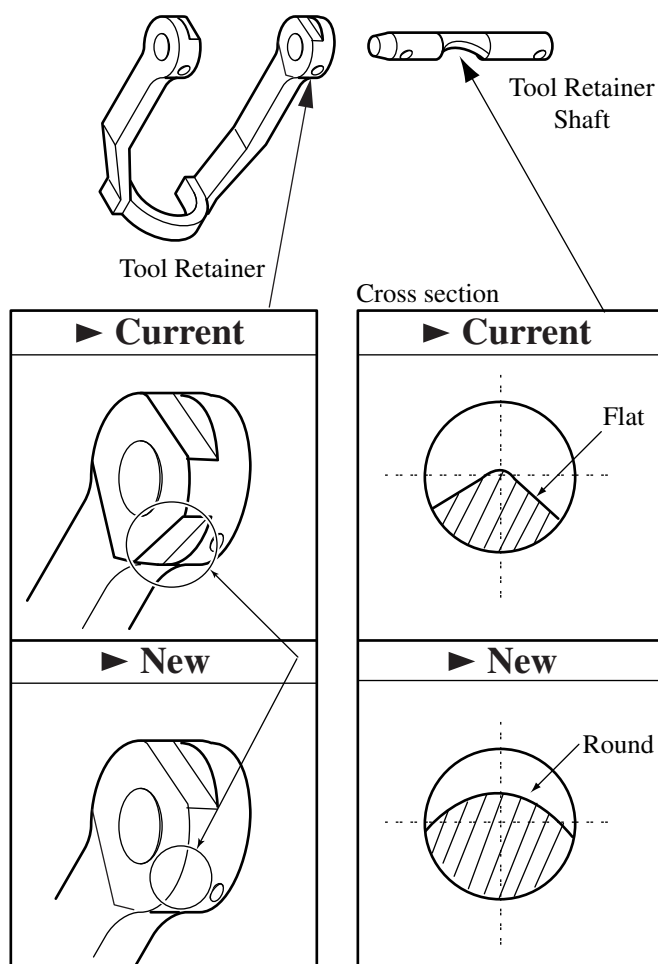 Tool Retainer
Shaft
Tool Retainer
Cross section
► Current
► Current
Flat
► New
► New
Round